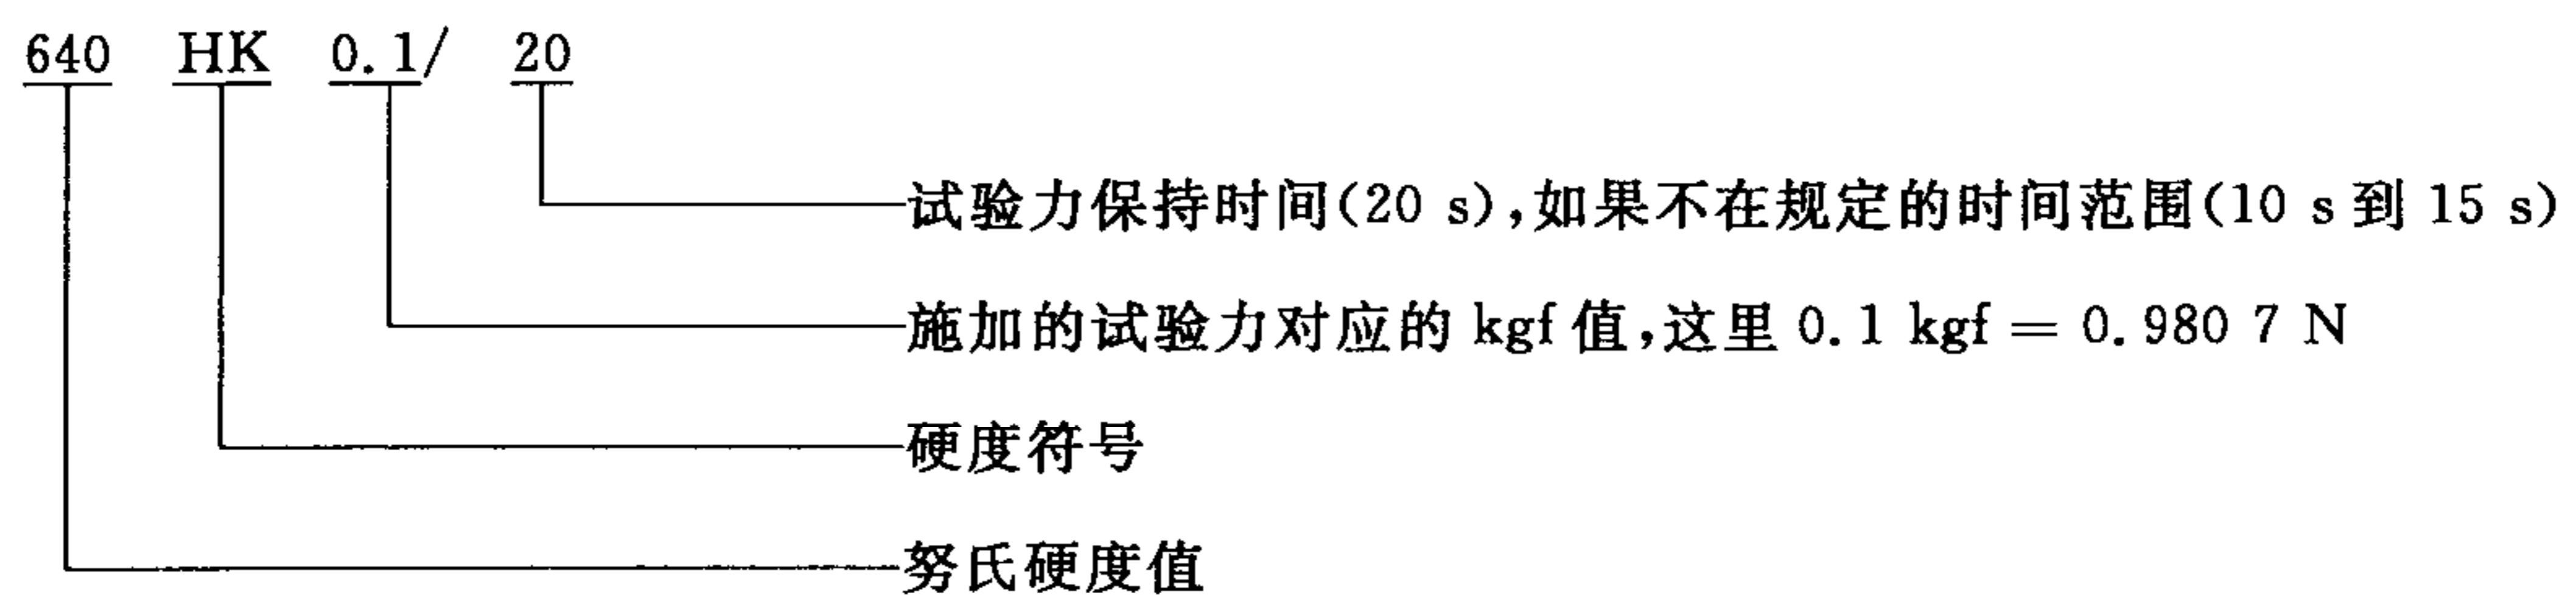 640 HK 0.1/ 20
试验力保持时间(20 s),如果不在规定的时间范围(10 s到 15 s)
施加的试验力对应的 kgf 值,这里 0.1 kgf = 0.980 7 N
硬度符号
努氏硬度值